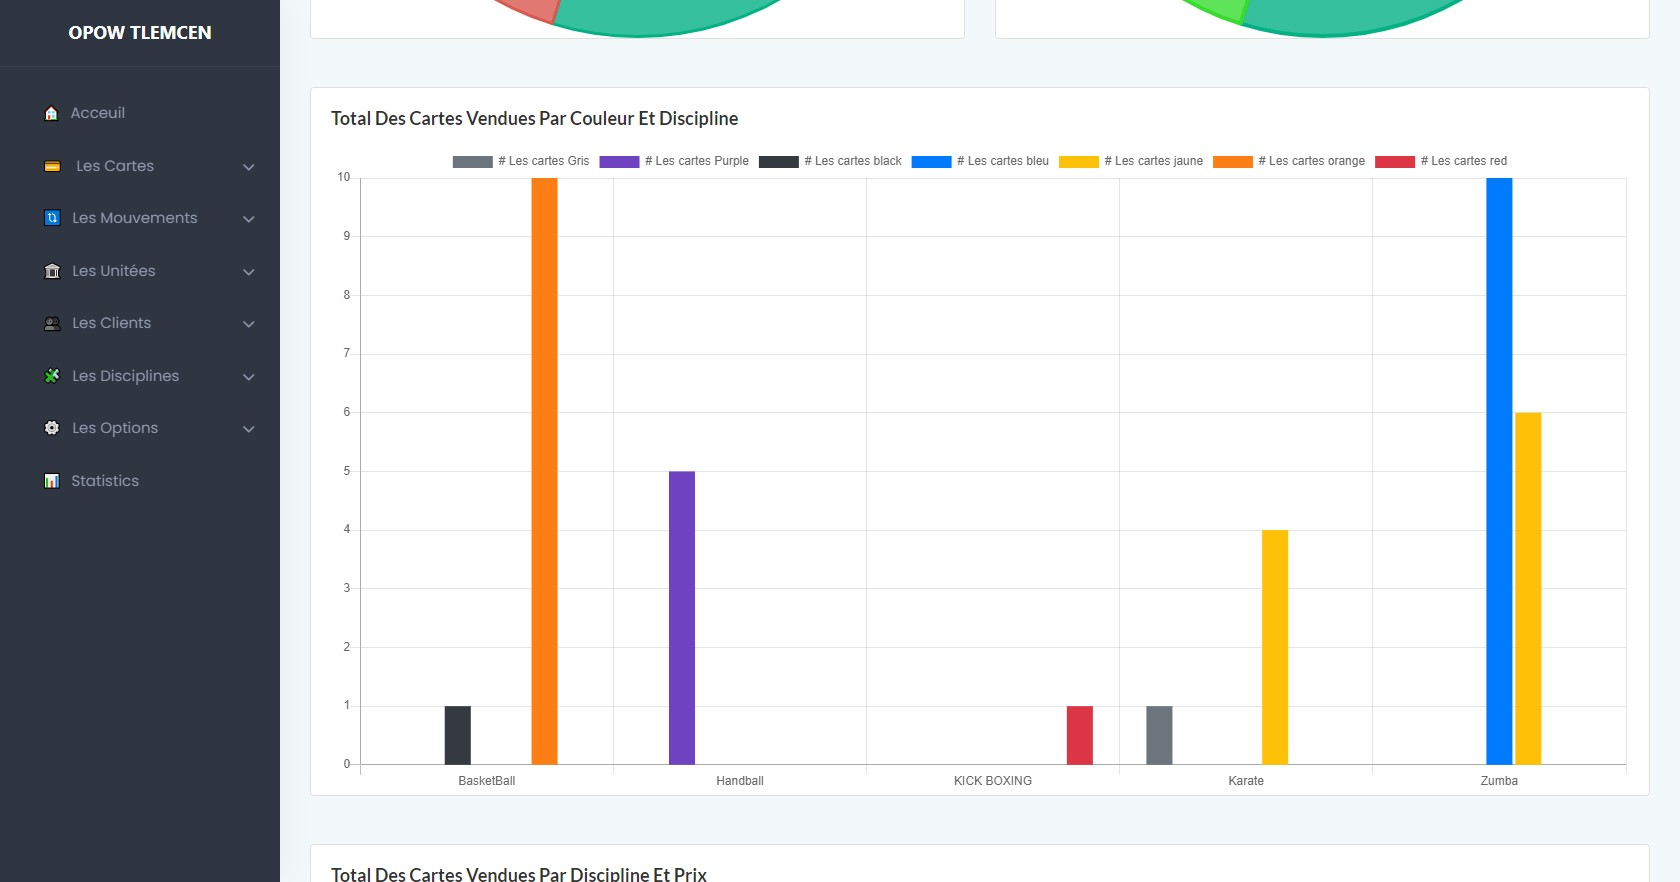 OPOW TLEMCEN
Acceuil
Les Cartes
Les Mouvements
Les Unitées
Les Clients
Les Disciplines
Les Options
Statistics
Total Des Cartes Vendues Par Couleur Et Discipline
# Les cartes Gris # Les cartes Purple # Les cartes black # Les cartes bleu # Les cartes jaune # Les cartes orange # Les cartes red
10
9
8
7
6
5
4
3
2
1
0
BasketBall Handball KICK BOXING Karate Zumba
Total Des Cartes Vendues Par Discipline Et Prix